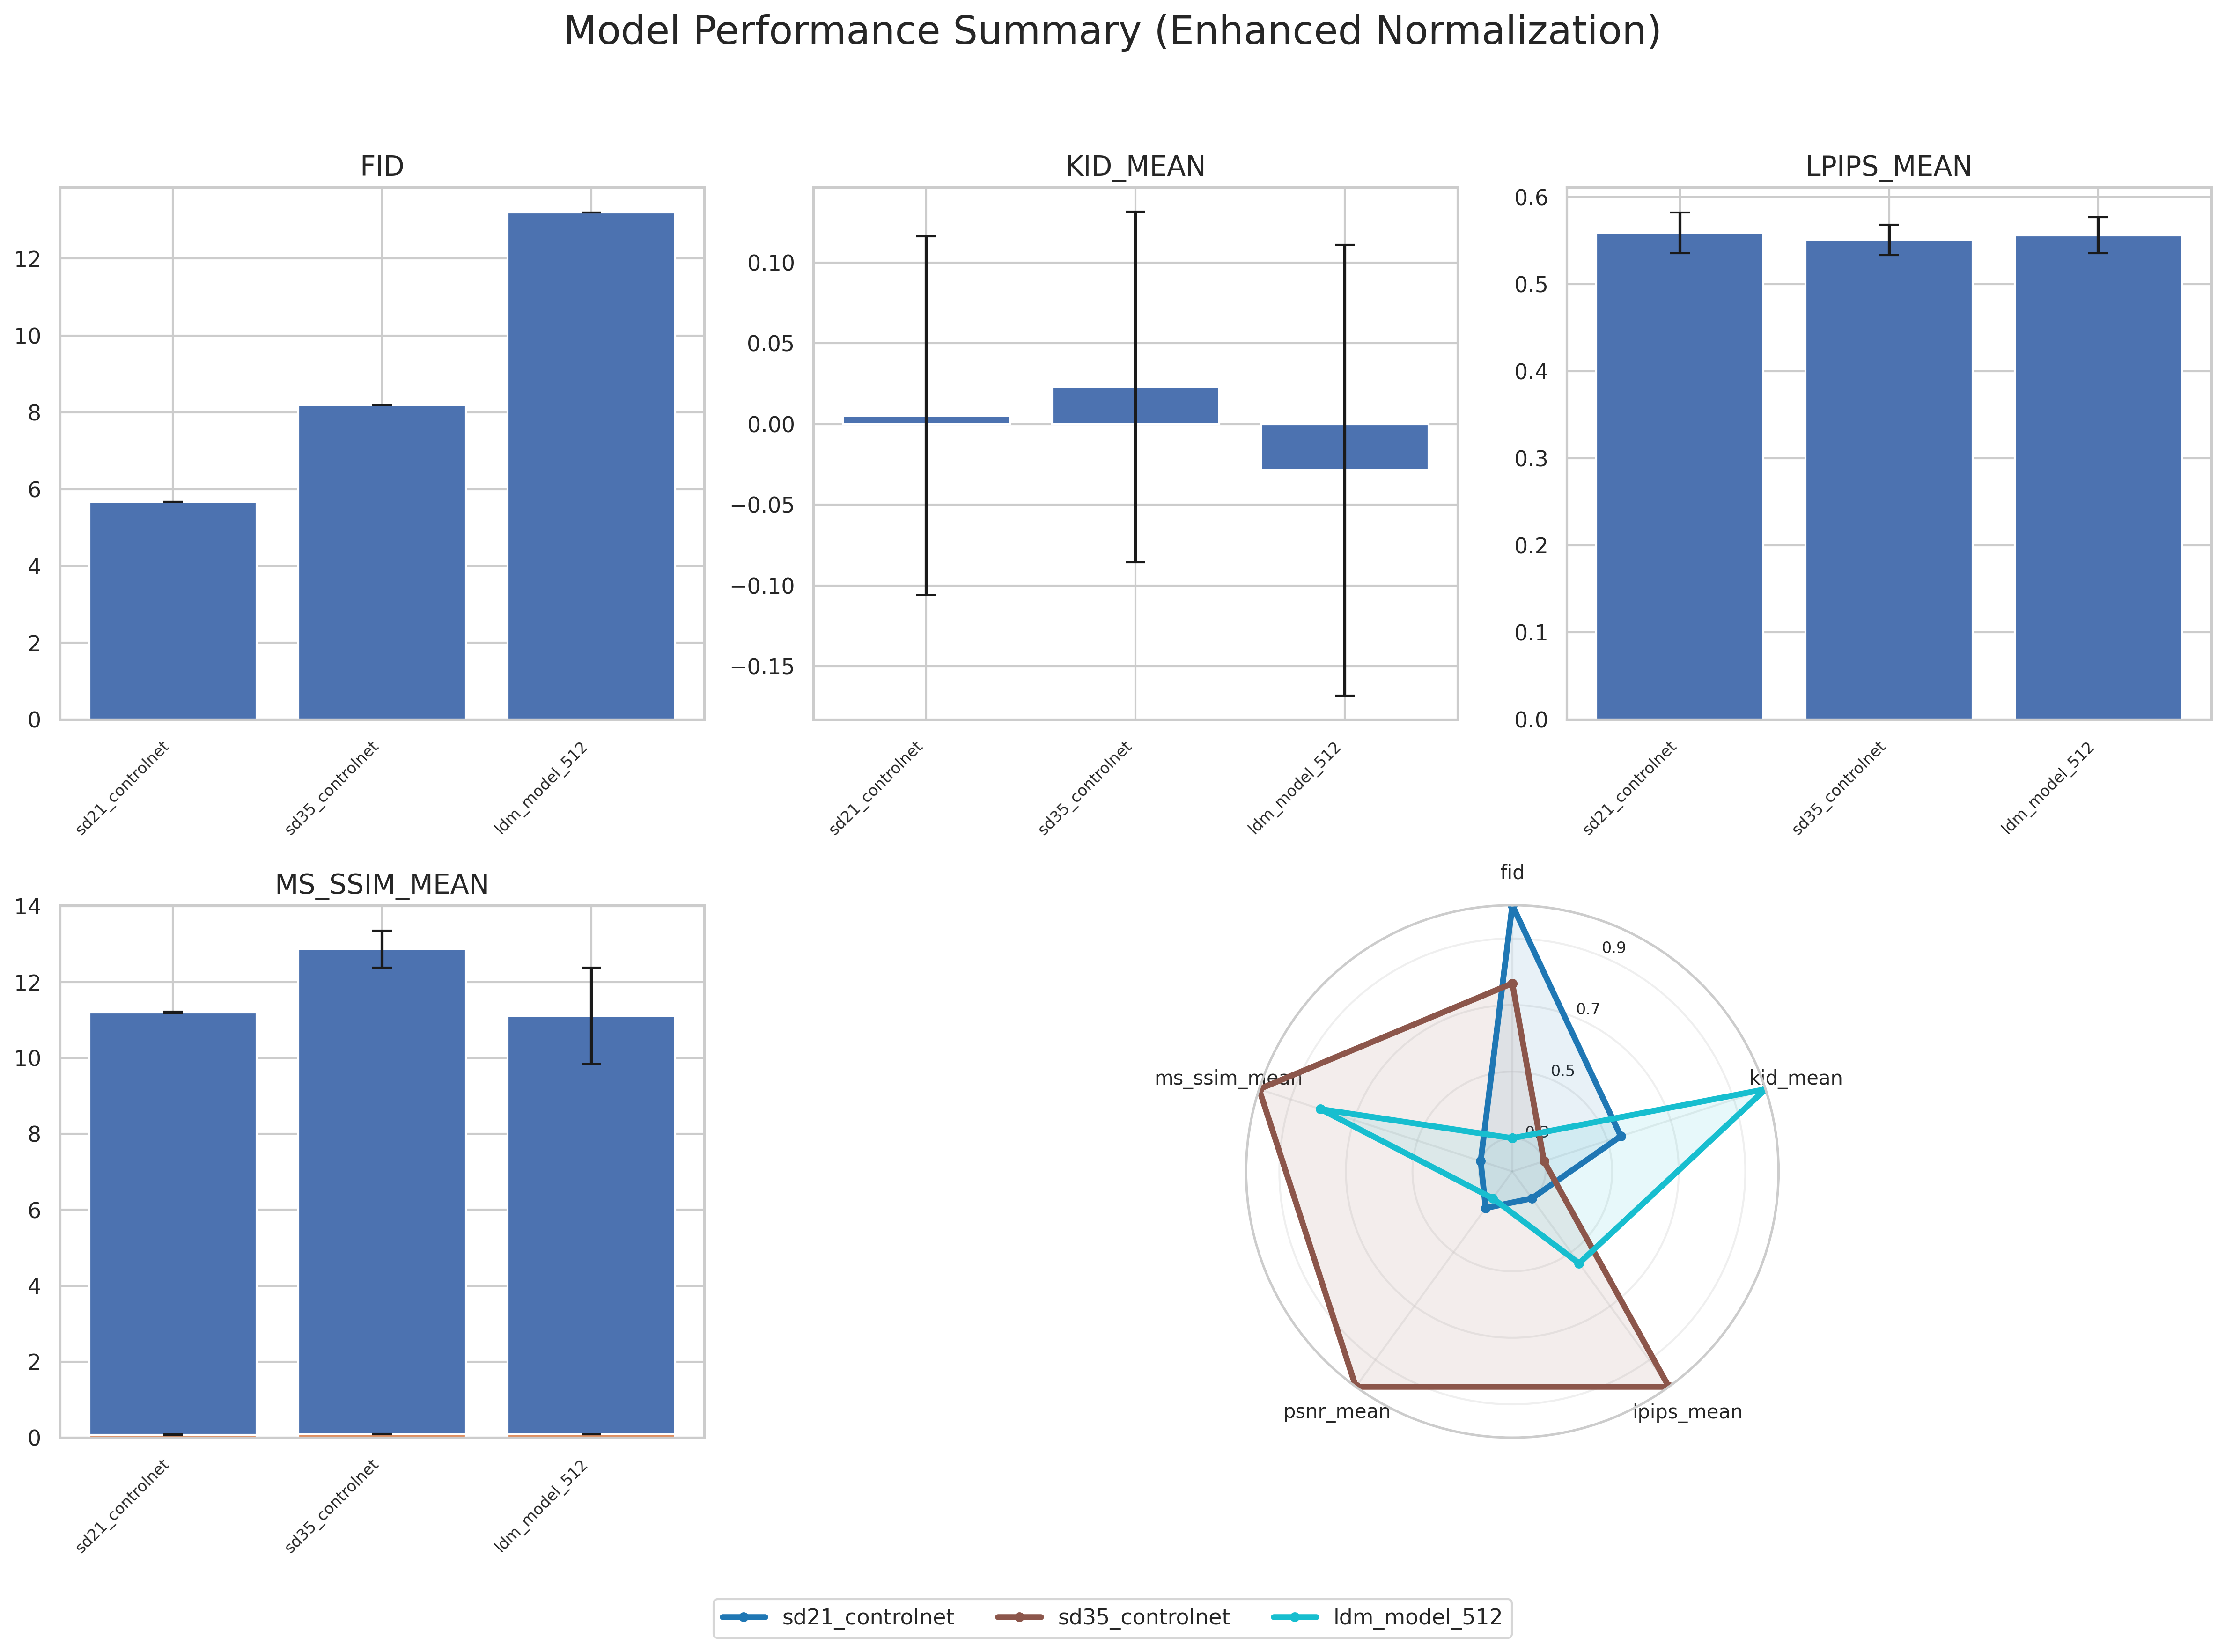 Model Performance Summary (Enhanced Normalization)
FID
12
10
8
6
4
2
0
sd21_controlnet
sd35_controlnet
ldm_model_512
KID_MEAN
0.10
0.05
0.00
−0.05
−0.10
−0.15
sd21_controlnet
sd35_controlnet
ldm_model_512
LPIPS_MEAN
0.6
0.5
0.4
0.3
0.2
0.1
0.0
sd21_controlnet
sd35_controlnet
ldm_model_512
MS_SSIM_MEAN
14
12
10
8
6
4
2
0
sd21_controlnet
sd35_controlnet
ldm_model_512
fid
0.9
0.7
0.5
0.3
ms_ssim_mean
kid_mean
psnr_mean
lpips_mean
sd21_controlnet
sd35_controlnet
ldm_model_512